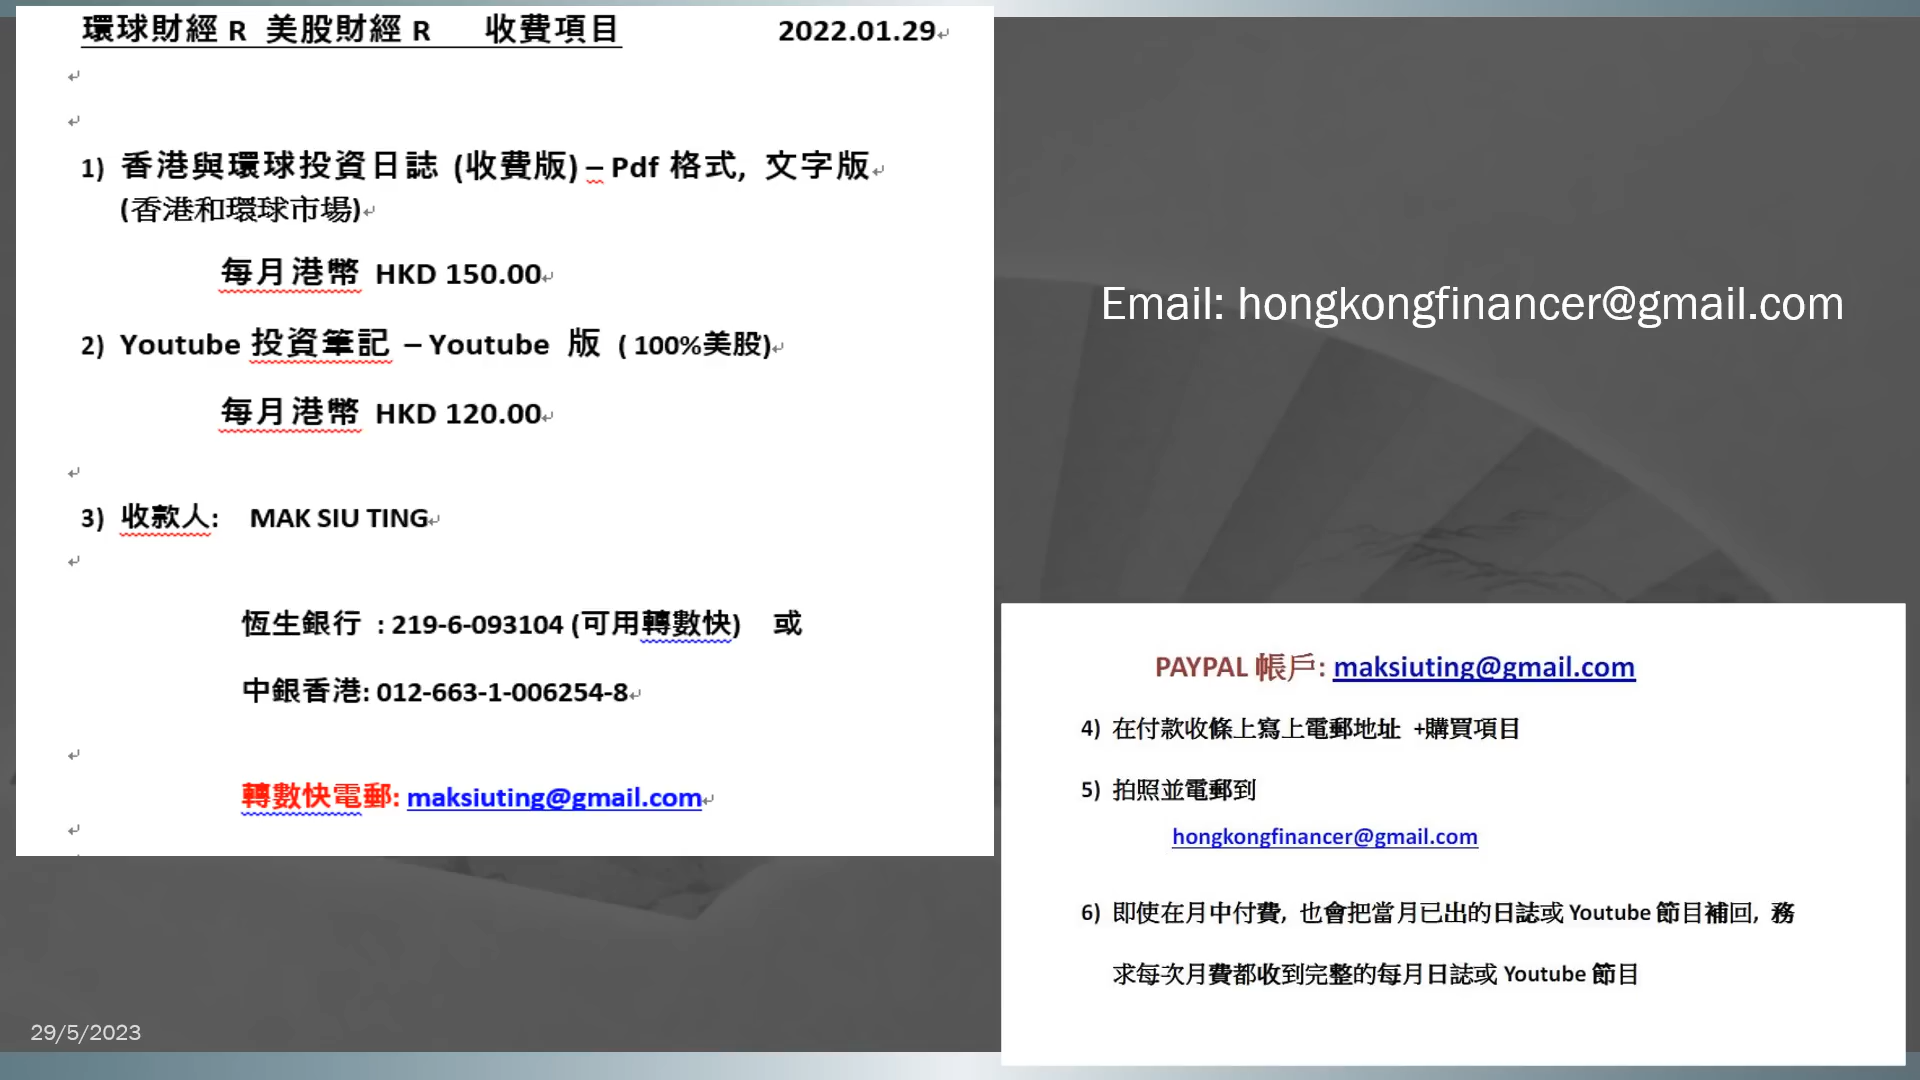 環球財經 R 美股財經 R 收費項目 2022.01.29
1) 香港與環球投資日誌 (收費版) – Pdf 格式, 文字版
(香港和環球市場)
每月港幣 HKD 150.00
2) Youtube 投資筆記 – Youtube 版 ( 100%美股)
每月港幣 HKD 120.00
3) 收款人: MAK SIU TING
恆生銀行 : 219-6-093104 (可用轉數快) 或
中銀香港: 012-663-1-006254-8
轉數快電郵: maksiuting@gmail.com
Email: hongkongfinancer@gmail.com
PAYPAL 帳戶: maksiuting@gmail.com
4) 在付款收條上寫上電郵地址 +購買項目
5) 拍照並電郵到
hongkongfinancer@gmail.com
6) 即使在月中付費, 也會把當月已出的日誌或 Youtube 節目補回, 務
求每次月費都收到完整的每月日誌或 Youtube 節目
29/5/2023